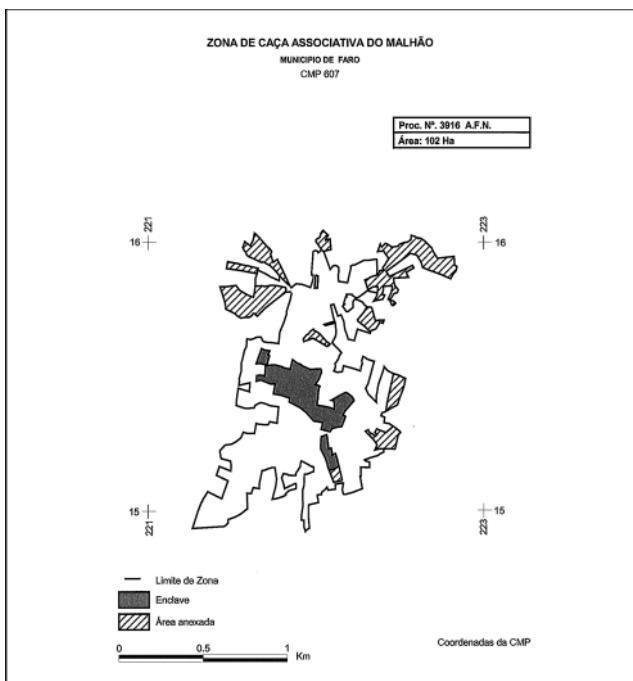 ZONA DE CAÇA ASSOCIATIVA DO MALHÃO
MUNICIPIO DE FARO
CMP 607
Proc. Nº. 3916 A.F.N.
Área: 102 Ha
221
223
16
16
15
15
221
223
Limite de Zona
Enclave
Área anexada
Coordenadas da CMP
0 0.5 1
Km